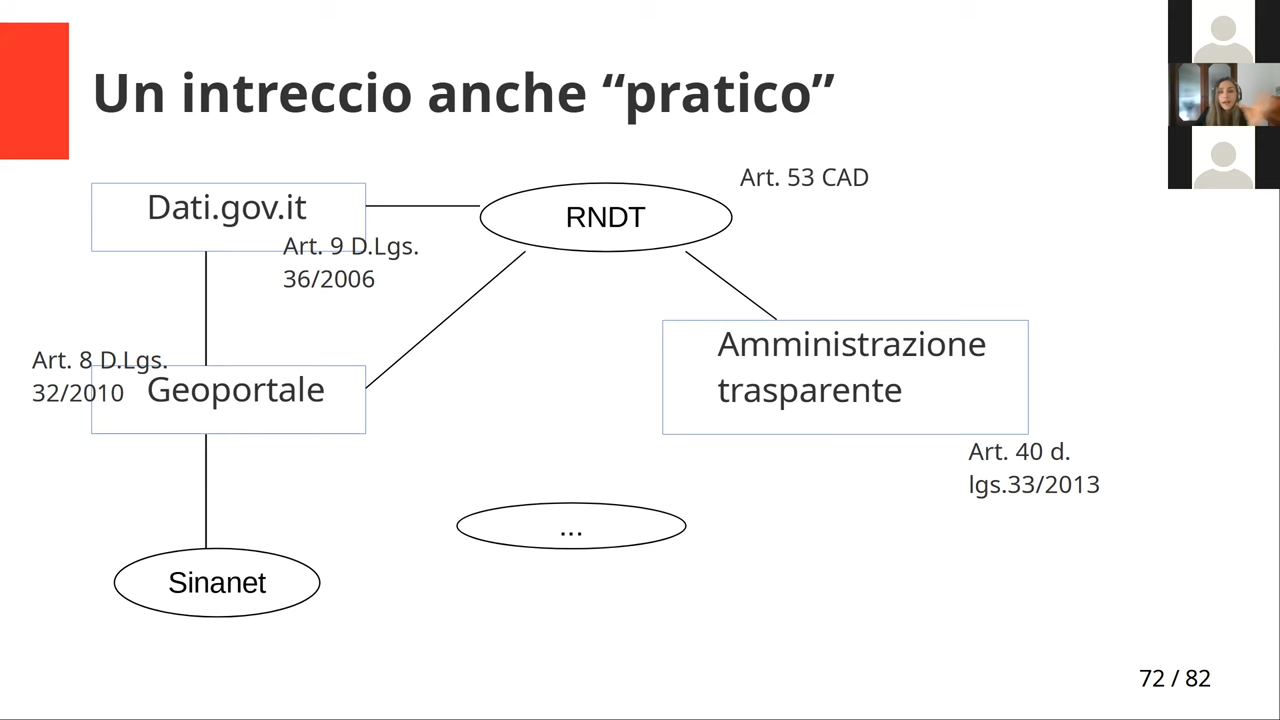 Un intreccio anche “pratico”
Art. 53 CAD
Dati.gov.it
RNDT
Art. 9 D.Lgs.
36/2006
Amministrazione
trasparente
Art. 8 D.Lgs.
32/2010
Geoportale
Art. 40 d.
lgs.33/2013
...
Sinanet
72 / 82